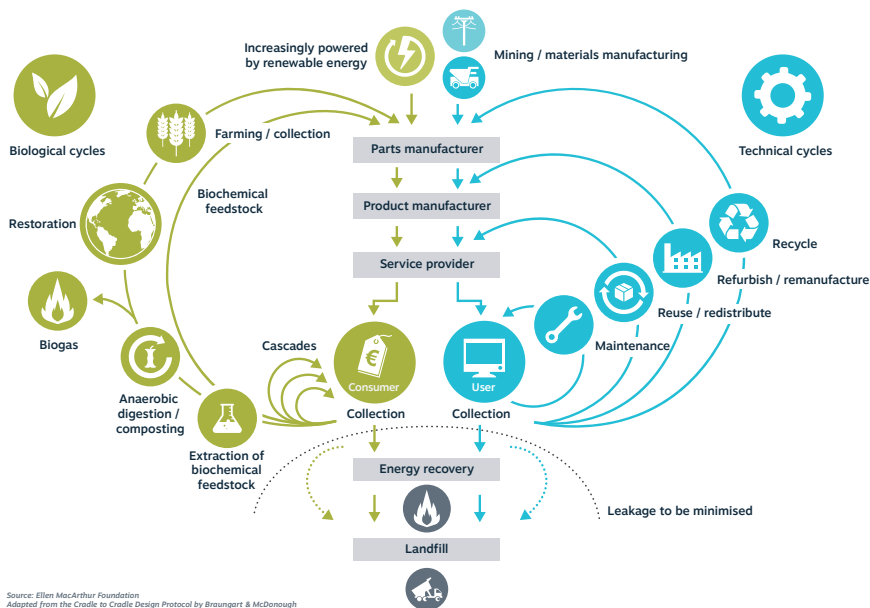 Increasingly powered
by renewable energy
Mining / materials manufacturing
Biological cycles
Farming / collection
Technical cycles
Parts manufacturer
Biochemical
feedstock
Product manufacturer
Restoration
Recycle
Service provider
Refurbish / remanufacture
Reuse / redistribute
Biogas
Cascades
Maintenance
€
Consumer
User
Anaerobic
digestion /
composting
Collection
Collection
Extraction of
biochemical
feedstock
Energy recovery
Leakage to be minimised
Landfill
Source: Ellen MacArthur Foundation
Adapted from the Cradle to Cradle Design Protocol by Braungart & McDonough